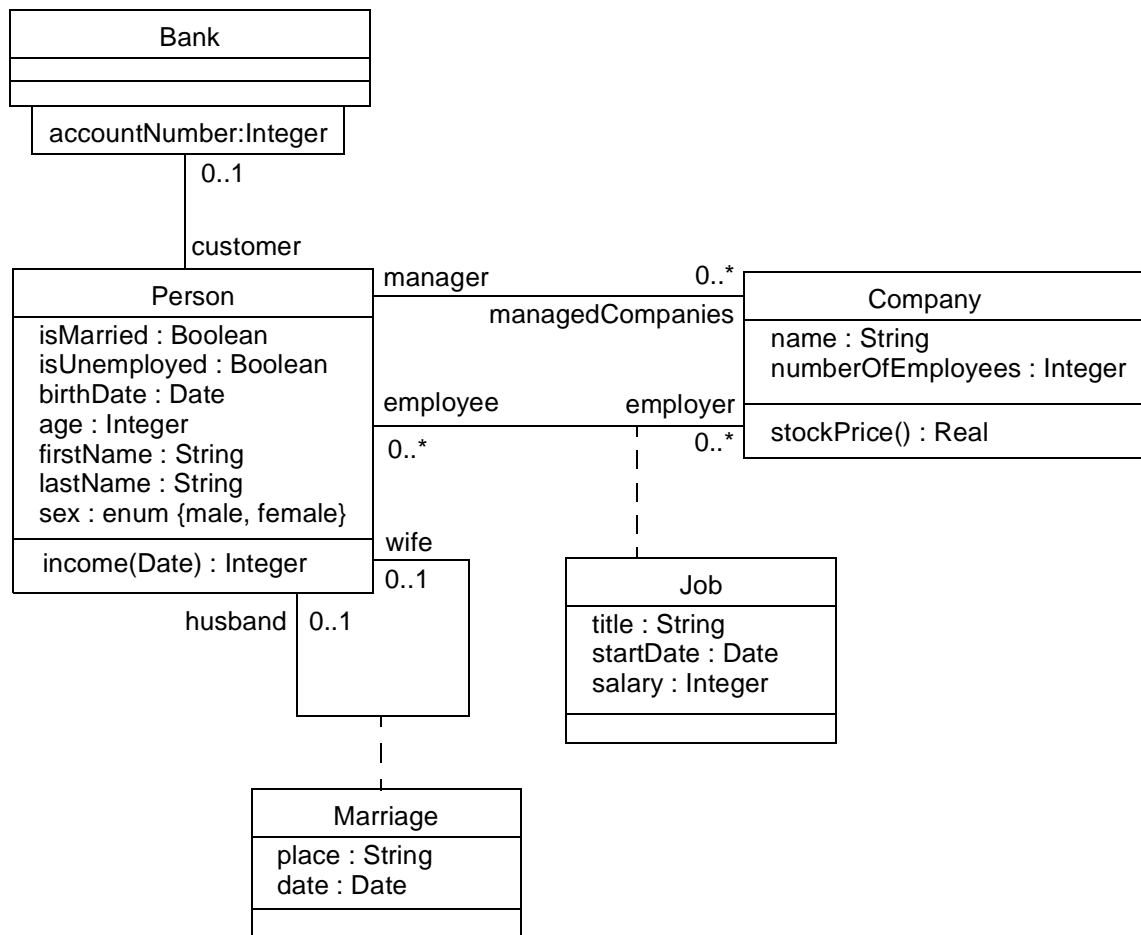 Bank
accountNumber:Integer
0..1
customer
Person
isMarried : Boolean
isUnemployed : Boolean
birthDate : Date
age : Integer
firstName : String
lastName : String
sex : enum {male, female}
income(Date) : Integer
manager
0..*
managedCompanies
Company
name : String
numberOfEmployees : Integer
stockPrice() : Real
employee
employer
0..*
0..*
wife
0..1
husband
0..1
Job
title : String
startDate : Date
salary : Integer
Marriage
place : String
date : Date